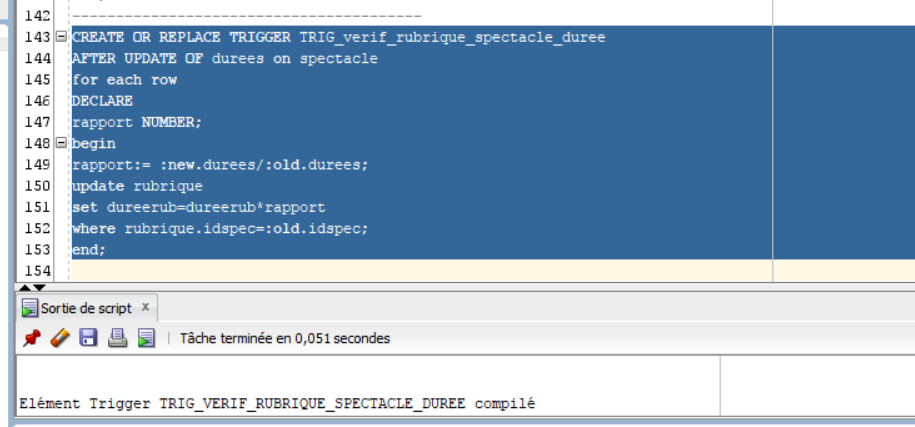 142 ----------------------------------------
143 CREATE OR REPLACE TRIGGER TRIG_verif_rubrique_spectacle_duree
144 AFTER UPDATE OF durees on spectacle
145 for each row
146 DECLARE
147 rapport NUMBER;
148 begin
149 rapport:= :new.durees/:old.durees;
150 update rubrique
151 set dureerub=dureerub*rapport
152 where rubrique.idspec=:old.idspec;
153 end;
154
Sortie de script x
Tâche terminée en 0,051 secondes
Elément Trigger TRIG_VERIF_RUBRIQUE_SPECTACLE_DUREE compilé